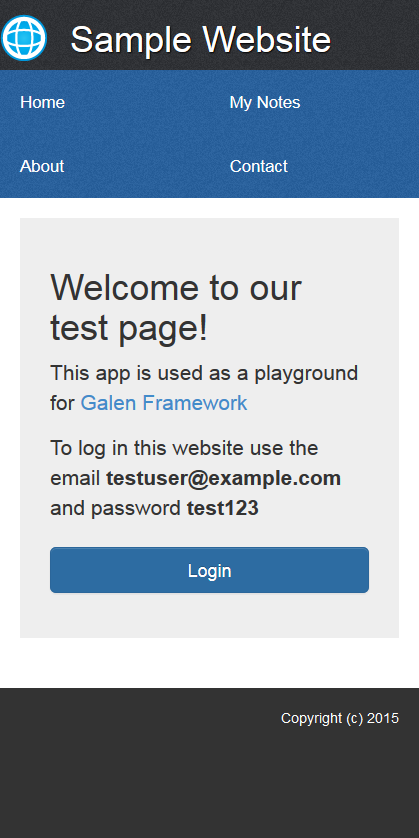 Sample Website
Home
My Notes
About
Contact
Welcome to our
test page!
This app is used as a playground
for Galen Framework
To log in this website use the
email testuser@example.com
and password test123
Login
Copyright (c) 2015